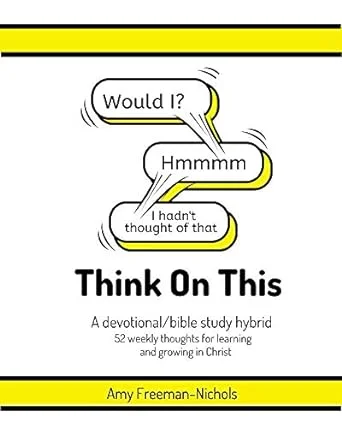 Would I?
Hmmmm
I hadn't
thought of that
Think On This
A devotional/bible study hybrid
52 weekly thoughts for learning
and growing in Christ
Amy Freeman-Nichols